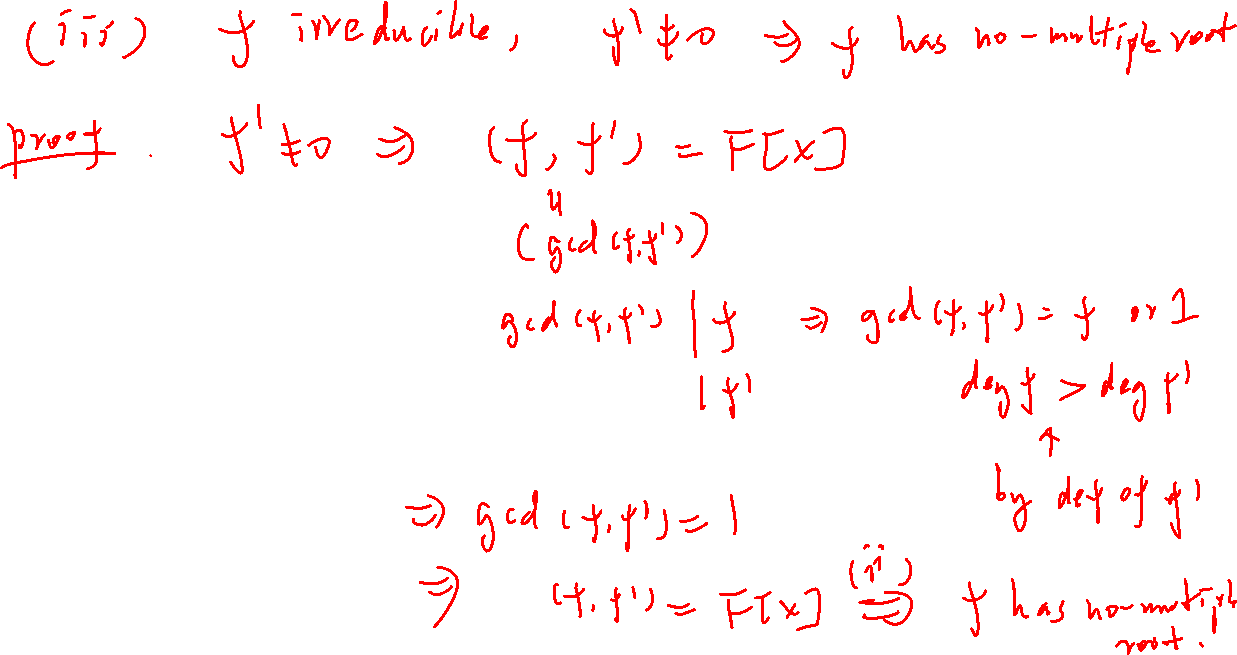 (iii) f irreducible, f' ≠ 0 ⇒ f has no-multiple root
proof. f' ≠ 0 ⇒ (f, f') = F[x]
"
(gcd(f,f'))
gcd(f,f') | f ⇒ gcd(f,f') = f or 1
| f' deg f > deg f'
↑
by def of f'
⇒ gcd(f,f') = 1
⇒ (f,f') = F[x] (ii) ⇒ f has no-multiple
root.